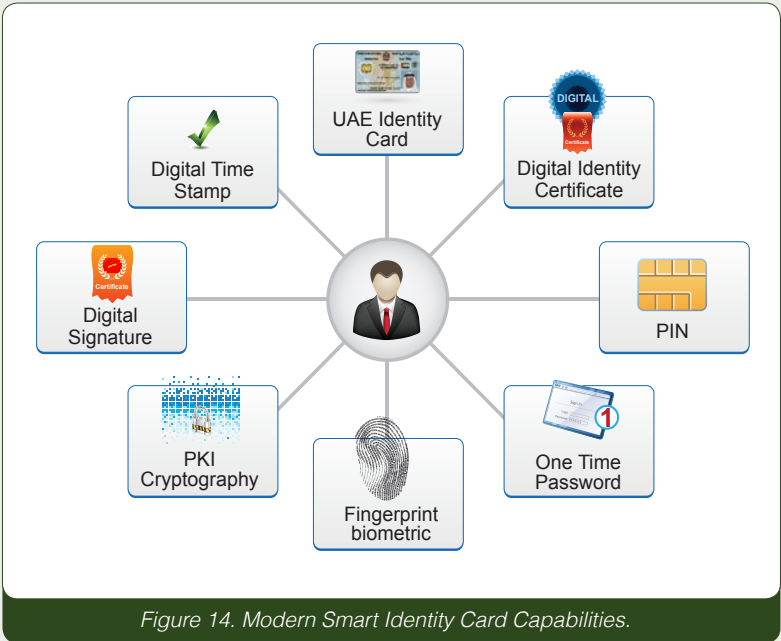 UAE Identity
Card
DIGITAL
Certificate
Digital Identity
Certificate
PIN
1
One Time
Password
Fingerprint
biometric
PKI
Cryptography
Certificate
Digital
Signature
Digital Time
Stamp
Figure 14. Modern Smart Identity Card Capabilities.